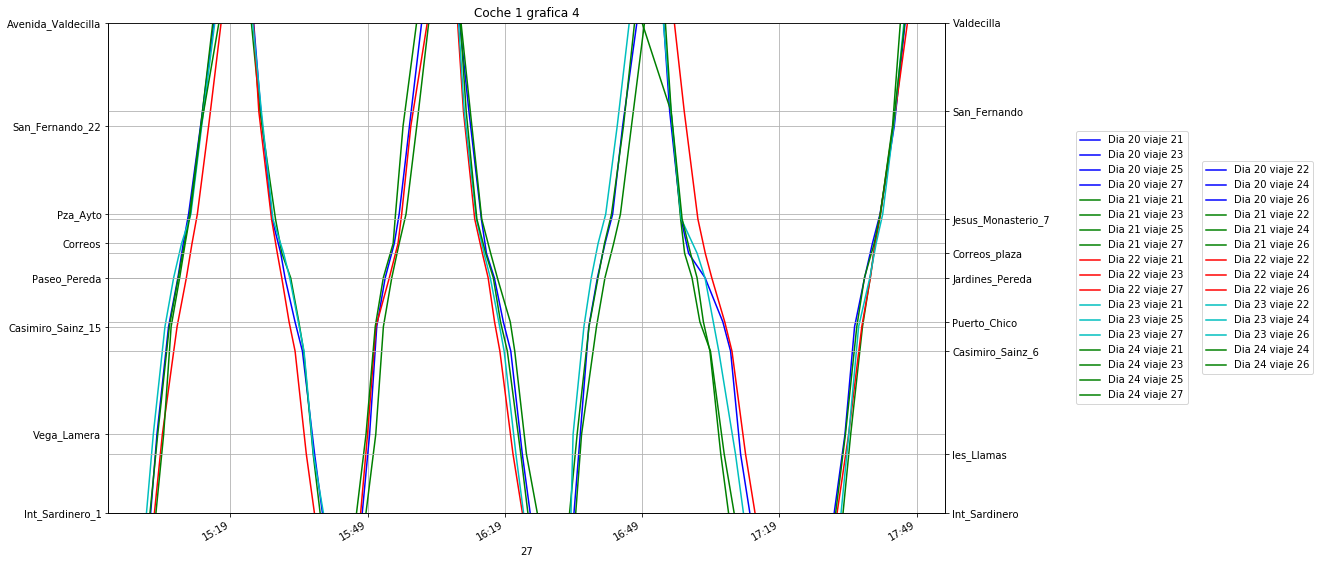 Coche 1 grafica 4
Avenida_Valdecilla
San_Fernando_22
Pza_Ayto
Correos
Paseo_Pereda
Casimiro_Sainz_15
Vega_Lamera
Int_Sardinero_1
Valdecilla
San_Fernando
Jesus_Monasterio_7
Correos_plaza
Jardines_Pereda
Puerto_Chico
Casimiro_Sainz_6
Ies_Llamas
Int_Sardinero
15:19
15:49
16:19
16:49
17:19
17:49
27
Dia 20 viaje 21
Dia 20 viaje 23
Dia 20 viaje 25
Dia 20 viaje 27
Dia 21 viaje 21
Dia 21 viaje 23
Dia 21 viaje 25
Dia 21 viaje 27
Dia 22 viaje 21
Dia 22 viaje 23
Dia 22 viaje 27
Dia 23 viaje 21
Dia 23 viaje 25
Dia 23 viaje 27
Dia 24 viaje 21
Dia 24 viaje 23
Dia 24 viaje 25
Dia 24 viaje 27
Dia 20 viaje 22
Dia 20 viaje 24
Dia 20 viaje 26
Dia 21 viaje 22
Dia 21 viaje 24
Dia 21 viaje 26
Dia 22 viaje 22
Dia 22 viaje 24
Dia 22 viaje 26
Dia 23 viaje 22
Dia 23 viaje 24
Dia 23 viaje 26
Dia 24 viaje 24
Dia 24 viaje 26